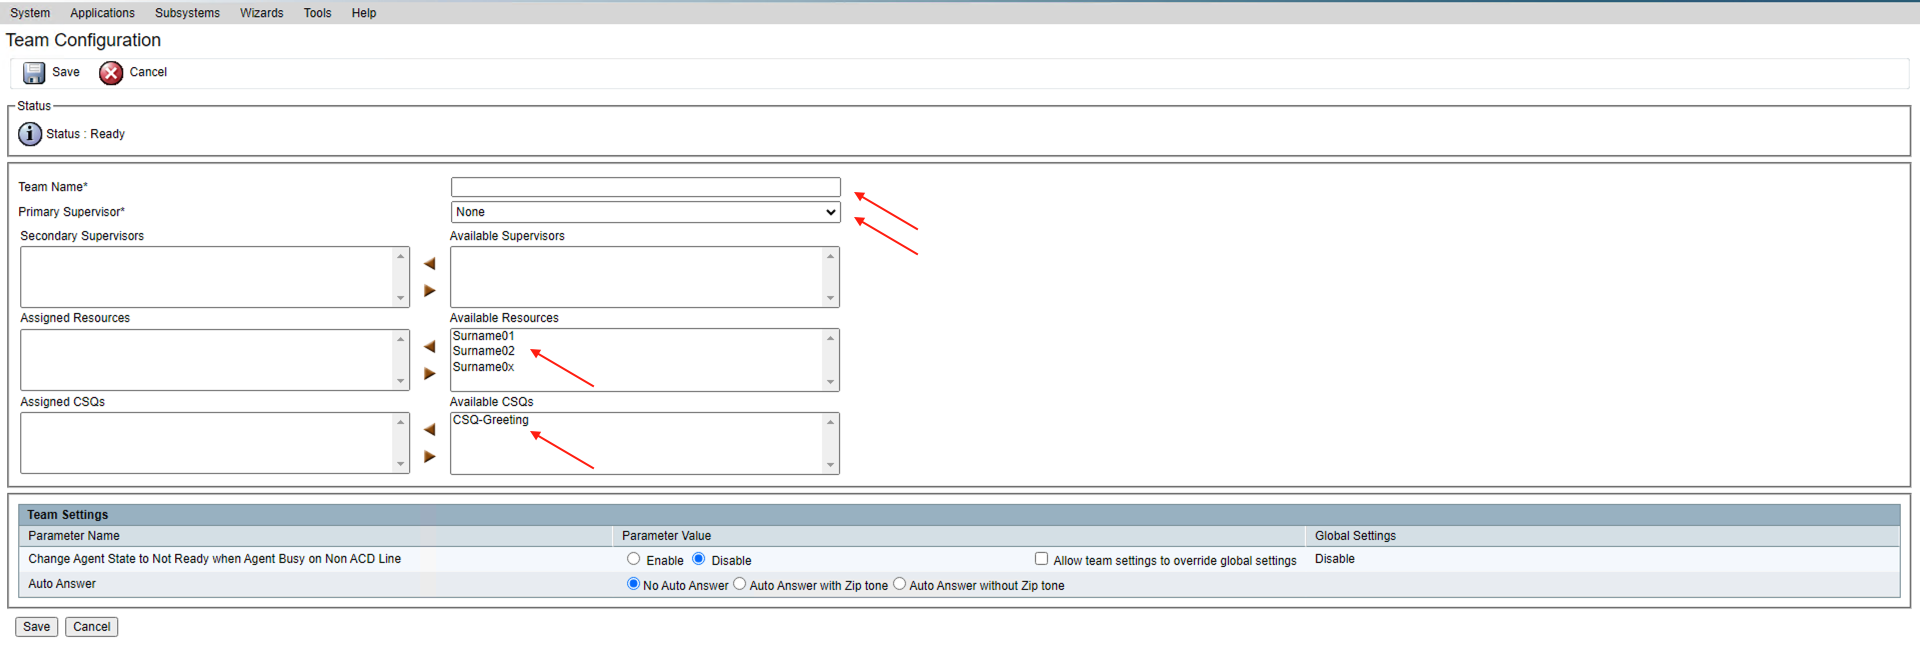 System Applications Subsystems Wizards Tools Help
Team Configuration
Save Cancel
Status
Status : Ready
Team Name*
Primary Supervisor* None
Secondary Supervisors Available Supervisors
Assigned Resources Available Resources
Surname01
Surname02
Surname0x
Assigned CSQs Available CSQs
CSQ-Greeting
Team Settings
Parameter Name Parameter Value Global Settings
Change Agent State to Not Ready when Agent Busy on Non ACD Line Enable Disable Allow team settings to override global settings Disable
Auto Answer No Auto Answer Auto Answer with Zip tone Auto Answer without Zip tone
Save Cancel